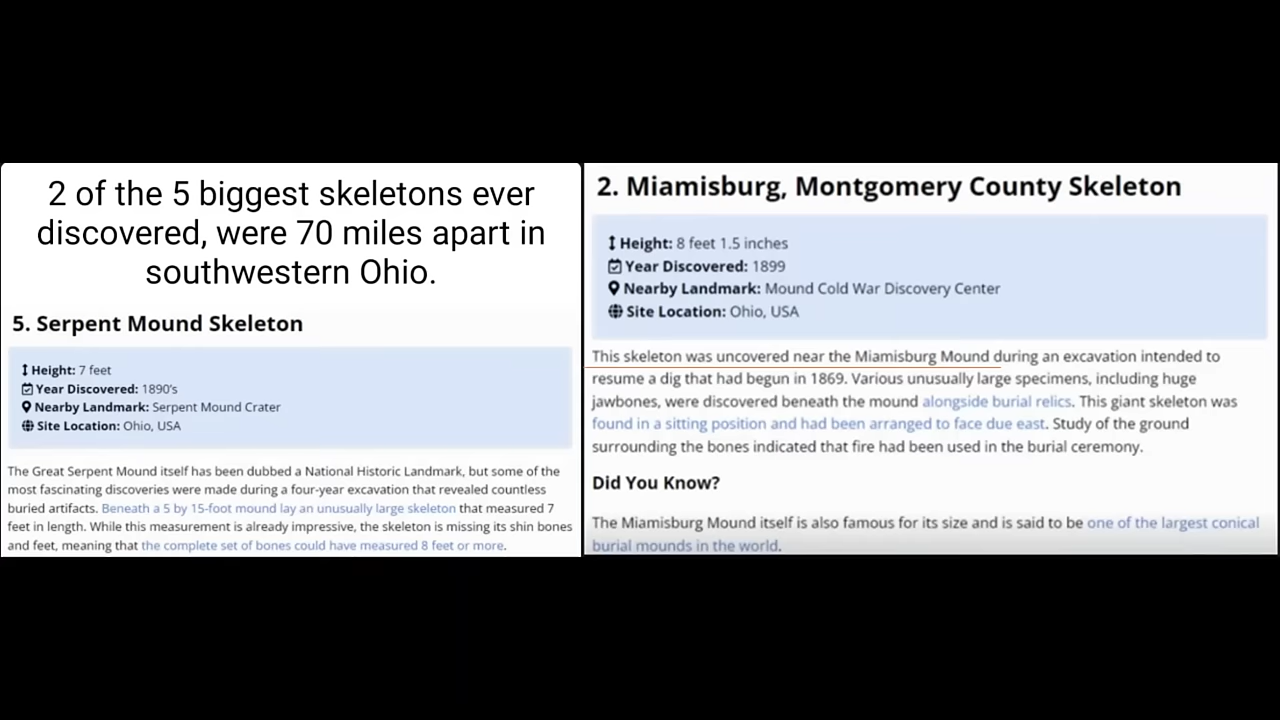 2 of the 5 biggest skeletons ever
discovered, were 70 miles apart in
southwestern Ohio.
5. Serpent Mound Skeleton
Height: 7 feet
Year Discovered: 1890's
Nearby Landmark: Serpent Mound Crater
Site Location: Ohio, USA
The Great Serpent Mound itself has been dubbed a National Historic Landmark, but some of the
most fascinating discoveries were made during a four-year excavation that revealed countless
buried artifacts. Beneath a 5 by 15-foot mound lay an unusually large skeleton that measured 7
feet in length. While this measurement is already impressive, the skeleton is missing its shin bones
and feet, meaning that the complete set of bones could have measured 8 feet or more.
2. Miamisburg, Montgomery County Skeleton
Height: 8 feet 1.5 inches
Year Discovered: 1899
Nearby Landmark: Mound Cold War Discovery Center
Site Location: Ohio, USA
This skeleton was uncovered near the Miamisburg Mound during an excavation intended to
resume a dig that had begun in 1869. Various unusually large specimens, including huge
jawbones, were discovered beneath the mound alongside burial relics. This giant skeleton was
found in a sitting position and had been arranged to face due east. Study of the ground
surrounding the bones indicated that fire had been used in the burial ceremony.
Did You Know?
The Miamisburg Mound itself is also famous for its size and is said to be one of the largest conical
burial mounds in the world.